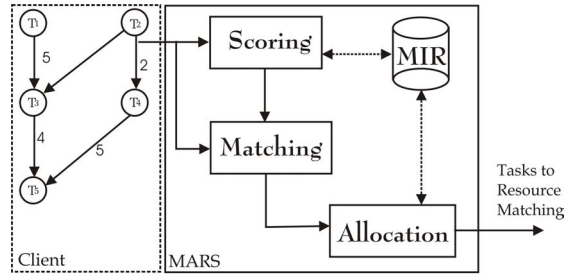 T1
T2
5
2
T3
T4
4
5
T5
Client
Scoring
MIR
Matching
Allocation
MARS
Tasks to
Resource
Matching